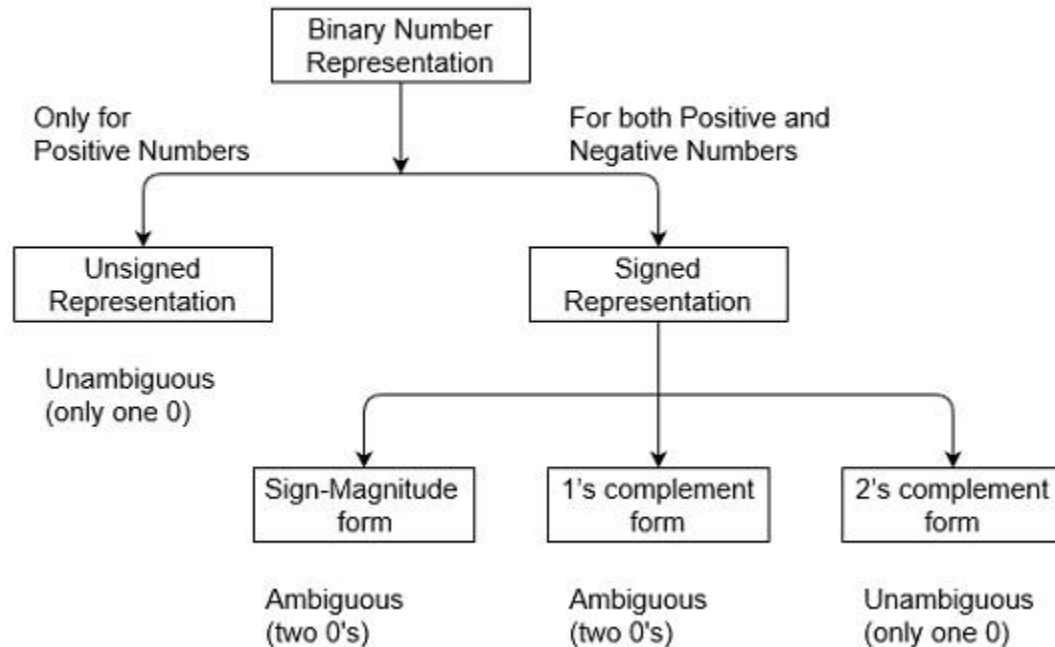 Binary Number
Representation
Only for
Positive Numbers
For both Positive and
Negative Numbers
Unsigned
Representation
Signed
Representation
Unambiguous
(only one 0)
Sign-Magnitude
form
1's complement
form
2's complement
form
Ambiguous
(two 0's)
Ambiguous
(two 0's)
Unambiguous
(only one 0)